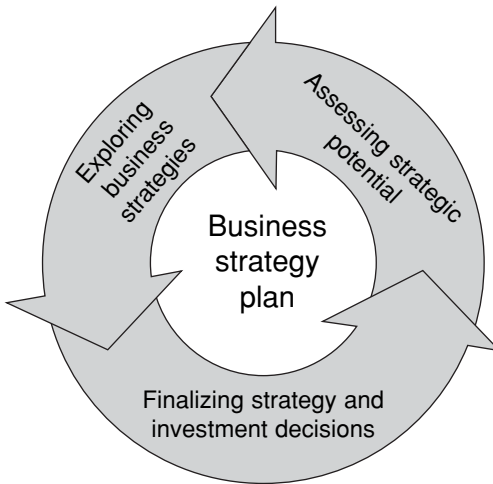 Exploring
business
strategies
Assessing strategic
potential
Business
strategy
plan
Finalizing strategy and
investment decisions